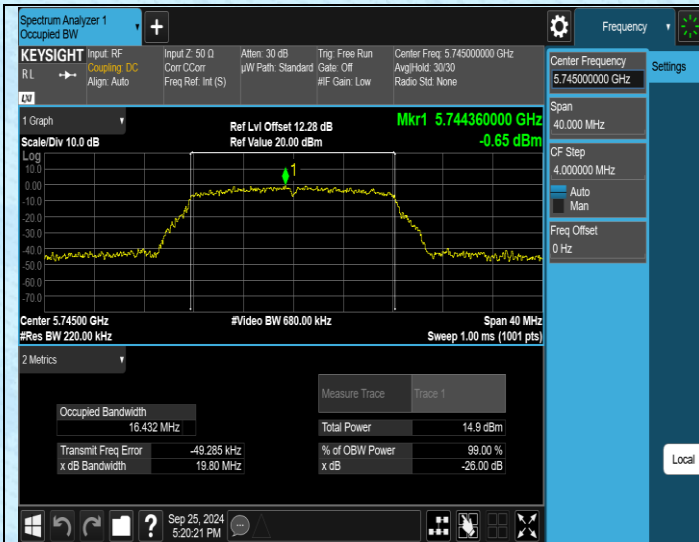 Spectrum Analyzer 1
Occupied BW
Frequency
KEYSIGHT
RL
LXI
Input: RF
Coupling: DC
Align: Auto
Input Z: 50 Ω
Corr CCorr
Freq Ref: Int (S)
Atten: 30 dB
µW Path: Standard
Trig: Free Run
Gate: Off
#IF Gain: Low
Center Freq: 5.745000000 GHz
Avg|Hold: 30/30
Radio Std: None
Center Frequency
5.745000000 GHz
Settings
Span
40.000 MHz
CF Step
4.000000 MHz
Auto
Man
Freq Offset
0 Hz
1 Graph
Scale/Div 10.0 dB
Ref Lvl Offset 12.28 dB
Ref Value 20.00 dBm
Mkr1 5.744360000 GHz
-0.65 dBm
Log
10.0
0.00
-10.0
-20.0
-30.0
-40.0
-50.0
-60.0
-70.0
1
Center 5.74500 GHz
#Res BW 220.00 kHz
#Video BW 680.00 kHz
Span 40 MHz
Sweep 1.00 ms (1001 pts)
2 Metrics
Measure Trace
Trace 1
Occupied Bandwidth
16.432 MHz
Total Power 14.9 dBm
Transmit Freq Error -49.285 kHz
% of OBW Power 99.00 %
x dB Bandwidth 19.80 MHz
x dB -26.00 dB
Local
?
Sep 25, 2024
5:20:21 PM